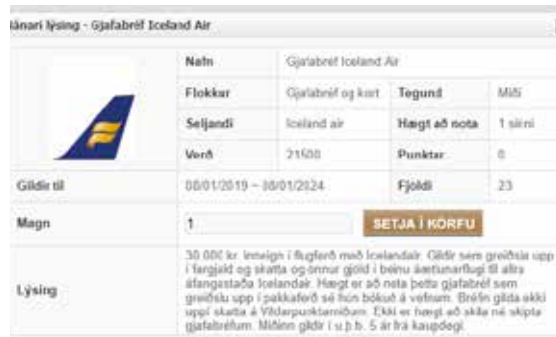 nánari lýsing - Gjafabréf Iceland Air
Nafn Gjafabréf Iceland Air
Flokkur Gjafabréf og kort Tegund Miði
Seljandi Iceland air Hægt að nota 1 sinni
Verð 21500 Punktar 0
Gildir til 08/01/2019 ~ 08/01/2024 Fjöldi 23
Magn 1 SETJA Í KÖRFU
Lýsing
30.000 kr. Inneign í flugferð með Icelandair. Gildir sem greiðsla upp
í fargjald og skatta og önnur gjöld í beinu áætlunarflugi til allra
áfangastaða Icelandair. Hægt er að nota þetta gjafabréf sem
greiðslu upp í pakkaferð sé hún bókuð á vefnum. Bréfin gilda ekki
uppí skatta á Vildarpunktamiðum. Ekki er hægt að skila né skipta
gjafabréfum. Miðinn gildir í u.þ.b. 5 ár frá kaupdegi.